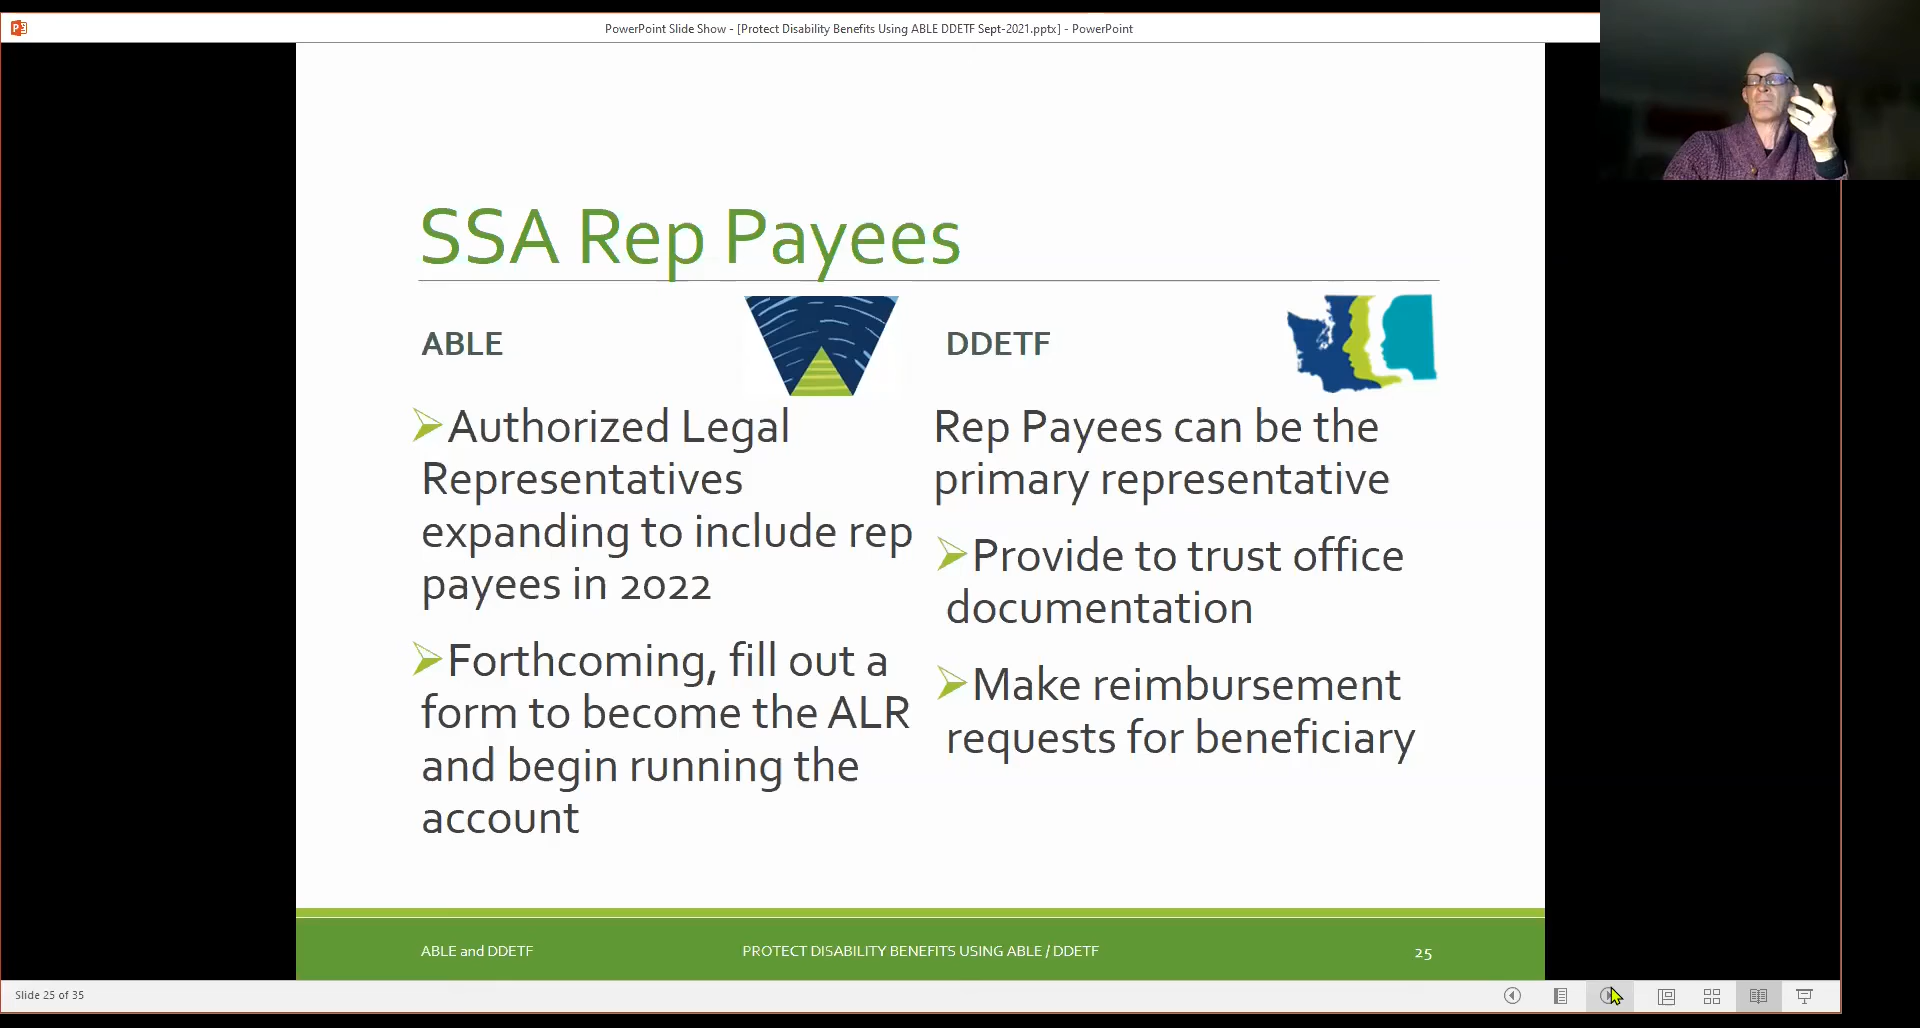 PowerPoint Slide Show - [Protect Disability Benefits Using ABLE DDETF Sept-2021.pptx] - PowerPoint
SSA Rep Payees
ABLE
Authorized Legal
Representatives
expanding to include rep
payees in 2022
Forthcoming, fill out a
form to become the ALR
and begin running the
account
DDETF
Rep Payees can be the
primary representative
Provide to trust office
documentation
Make reimbursement
requests for beneficiary
ABLE and DDETF
PROTECT DISABILITY BENEFITS USING ABLE / DDETF
25
Slide 25 of 35